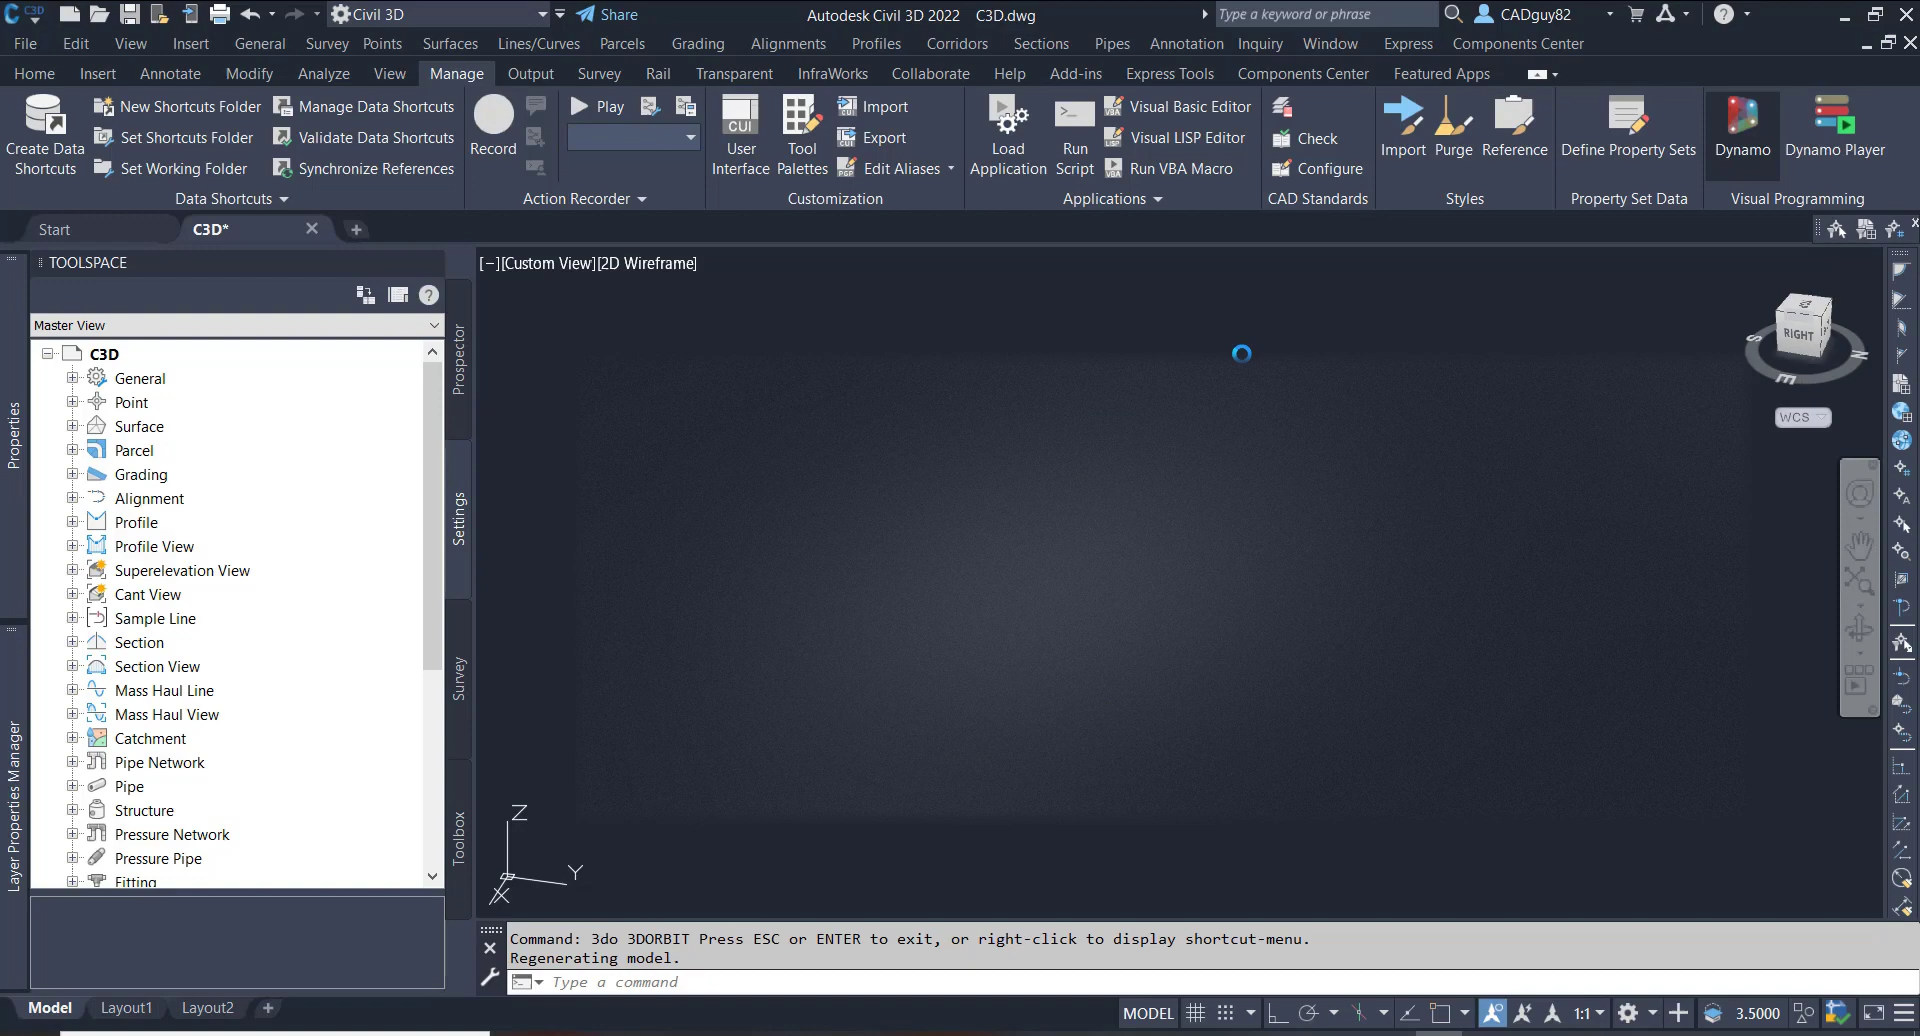 C3D Civil 3D Share Autodesk Civil 3D 2022 C3D.dwg Type a keyword or phrase CADguy82
File Edit View Insert General Survey Points Surfaces Lines/Curves Parcels Grading Alignments Profiles Corridors Sections Pipes Annotation Inquiry Window Express Components Center
Home Insert Annotate Modify Analyze View Manage Output Survey Rail Transparent InfraWorks Collaborate Help Add-ins Express Tools Components Center Featured Apps
New Shortcuts Folder Manage Data Shortcuts Play Import Visual Basic Editor
Set Shortcuts Folder Validate Data Shortcuts Export Visual LISP Editor Check
Create Data Shortcuts Record CUI User Interface Tool Palettes Load Application Run Script Import Purge Reference Define Property Sets Dynamo Dynamo Player
Set Working Folder Synchronize References Edit Aliases Run VBA Macro Configure
Data Shortcuts Action Recorder Customization Applications CAD Standards Styles Property Set Data Visual Programming
Start C3D*
TOOLSPACE
[−][Custom View][2D Wireframe]
Master View
C3D
General
Point
Surface
Parcel
Grading
Alignment
Profile
Profile View
Superelevation View
Cant View
Sample Line
Section
Section View
Mass Haul Line
Mass Haul View
Catchment
Pipe Network
Pipe
Structure
Pressure Network
Pressure Pipe
Fitting
Prospector
Settings
Survey
Toolbox
Properties
Layer Properties Manager
RIGHT
S
E
N
WCS
Z
Y
X
Command: 3do 3DORBIT Press ESC or ENTER to exit, or right-click to display shortcut-menu.
Regenerating model.
Type a command
Model Layout1 Layout2 MODEL 1:1 3.5000